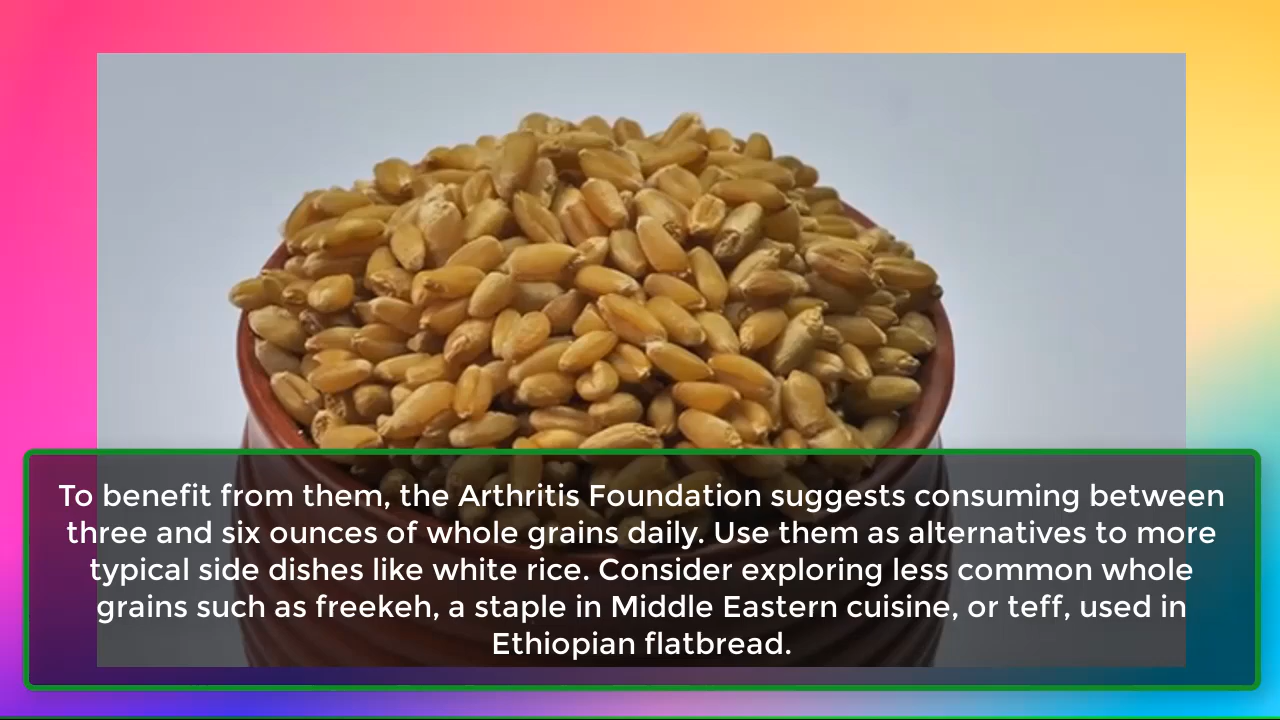 To benefit from them, the Arthritis Foundation suggests consuming between
three and six ounces of whole grains daily. Use them as alternatives to more
typical side dishes like white rice. Consider exploring less common whole
grains such as freekeh, a staple in Middle Eastern cuisine, or teff, used in
Ethiopian flatbread.